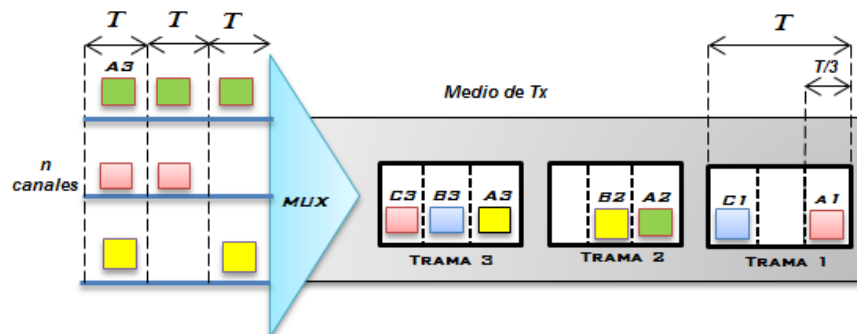 T T T
T
A3
T/3
Medio de Tx
n
canales
MUX
C3 B3 A3
B2 A2
C1 A1
TRAMA 3
TRAMA 2
TRAMA 1